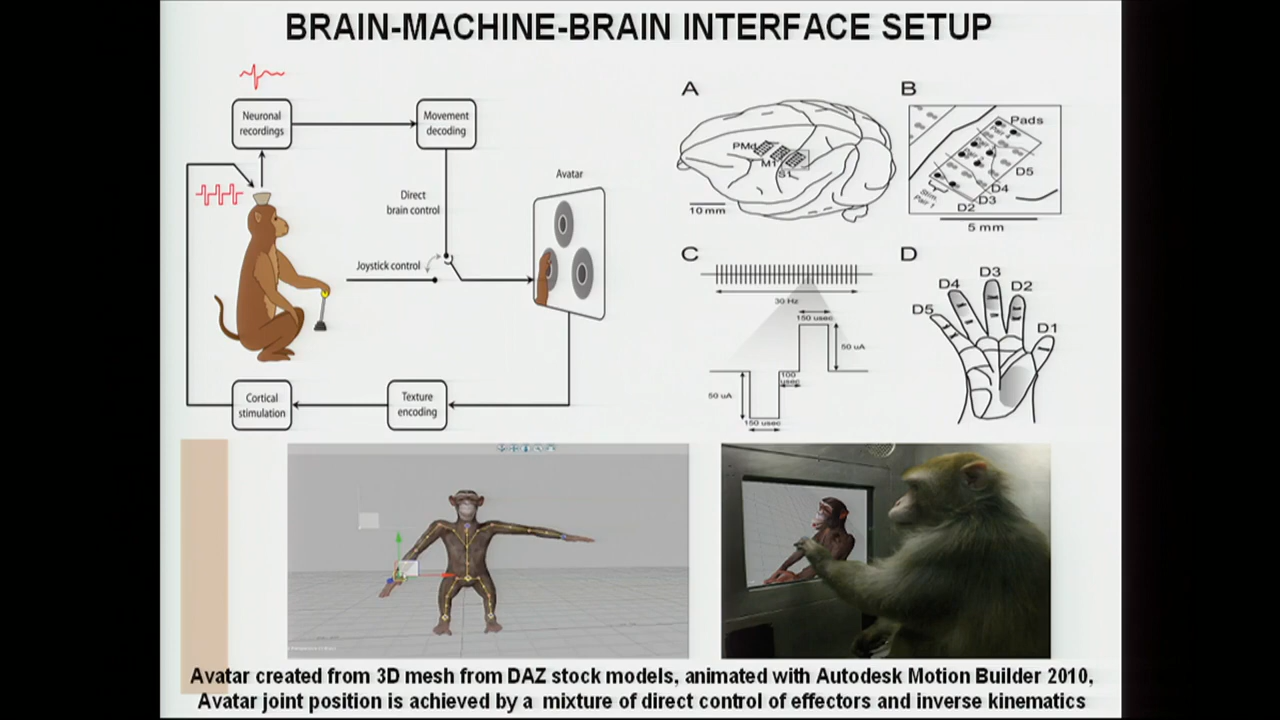 BRAIN-MACHINE-BRAIN INTERFACE SETUP
Neuronal
recordings
Movement
decoding
Direct
brain control
Joystick control
Avatar
Cortical
stimulation
Texture
encoding
A
PMd
M1
S1
10 mm
B
Pads
D5
D4
D3
D2
Stim.
Pair 1
5 mm
C
30 Hz
150 usec
50 uA
100
usec
50 uA
150 usec
D
D3
D4
D2
D5
D1
Avatar created from 3D mesh from DAZ stock models, animated with Autodesk Motion Builder 2010,
Avatar joint position is achieved by a mixture of direct control of effectors and inverse kinematics